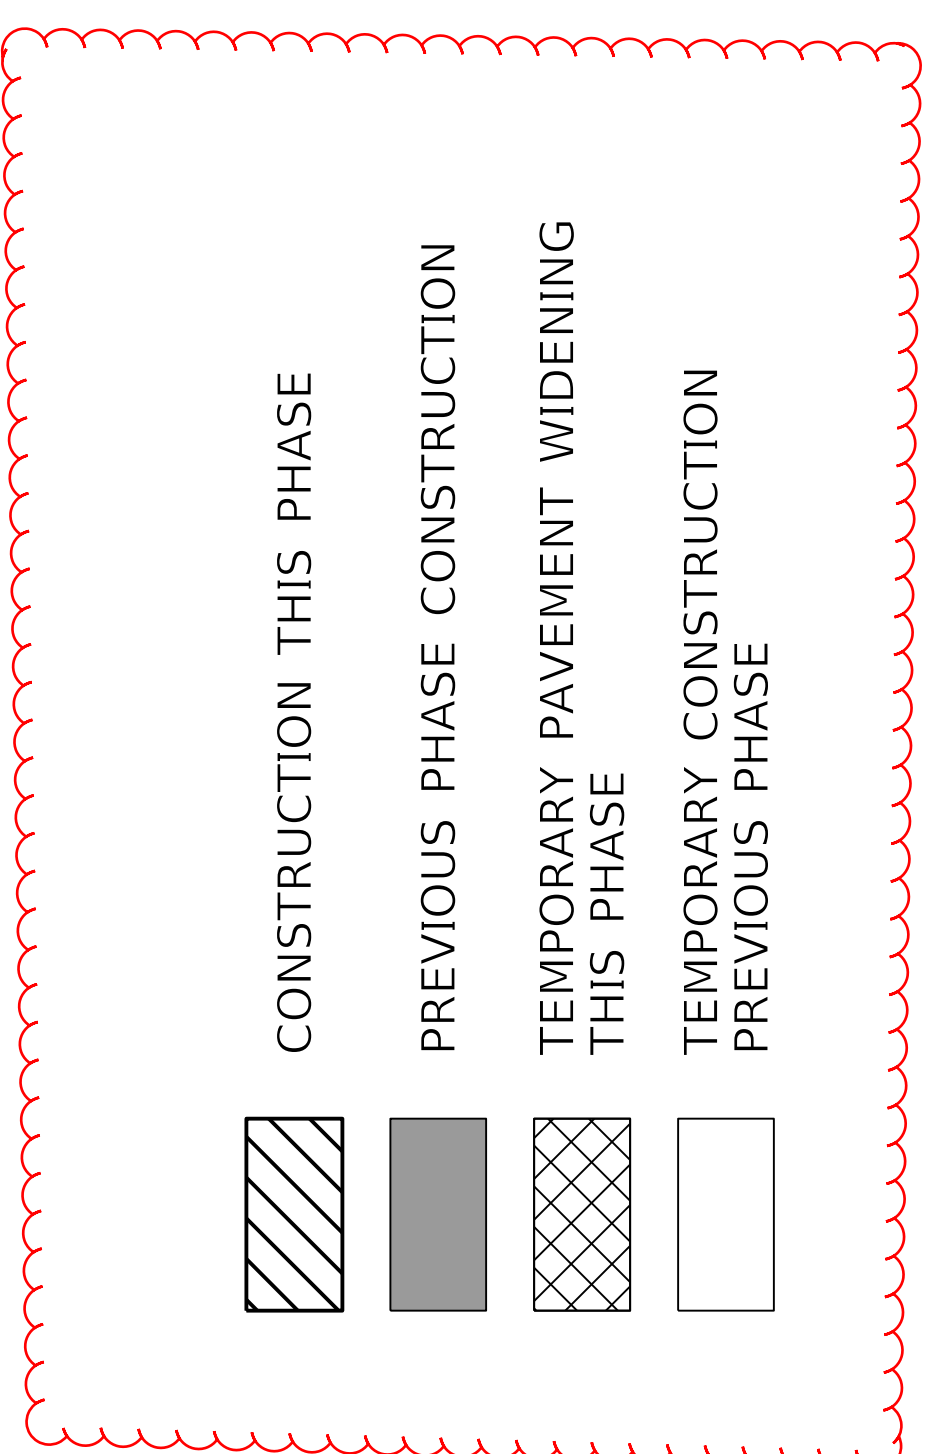 CONSTRUCTION THIS PHASE
PREVIOUS PHASE CONSTRUCTION
TEMPORARY PAVEMENT WIDENING
THIS PHASE
TEMPORARY CONSTRUCTION
PREVIOUS PHASE